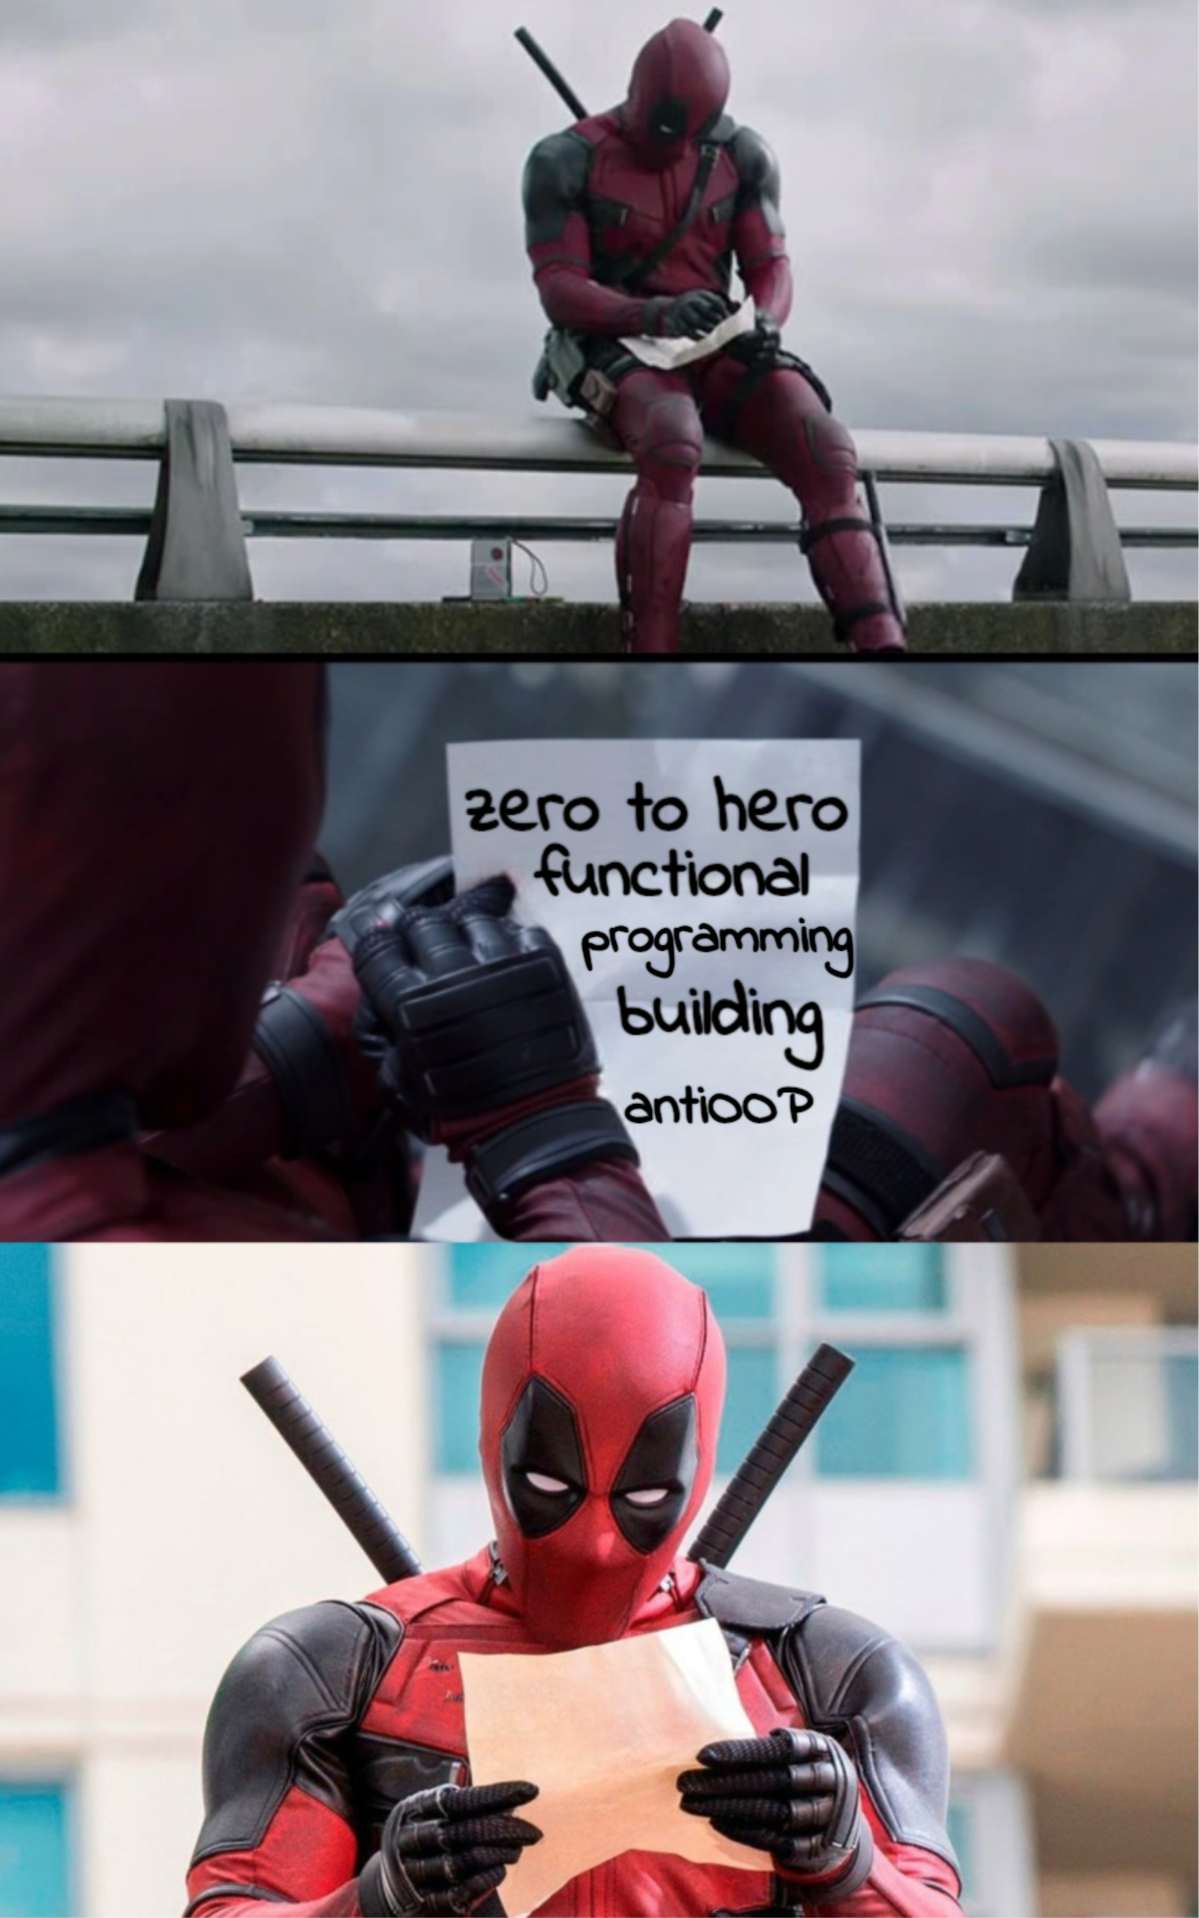 zero to hero
functional
programming
building
antiooP